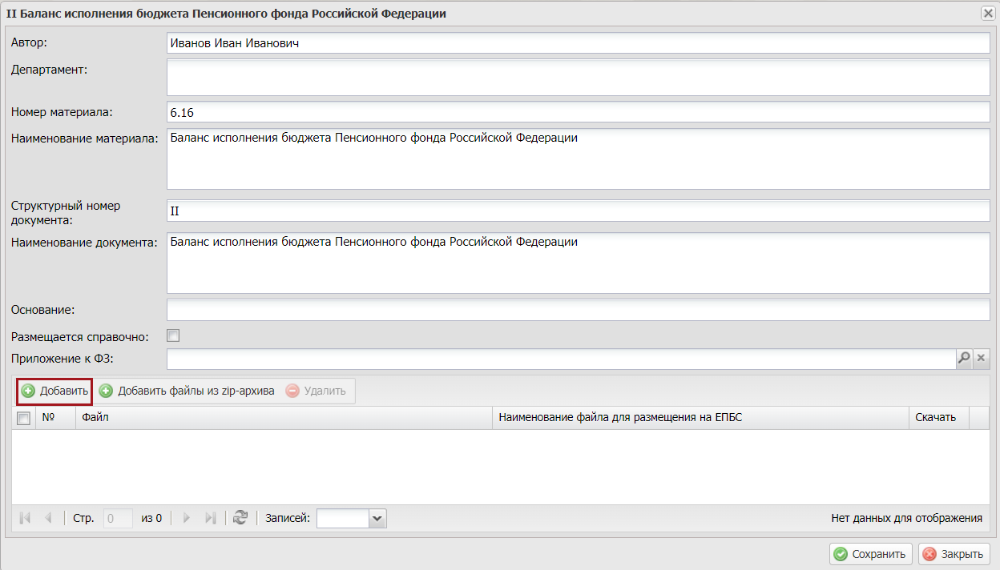 II Баланс исполнения бюджета Пенсионного фонда Российской Федерации
Автор: Иванов Иван Иванович
Департамент:
Номер материала: 6.16
Наименование материала: Баланс исполнения бюджета Пенсионного фонда Российской Федерации
Структурный номер
документа: II
Наименование документа: Баланс исполнения бюджета Пенсионного фонда Российской Федерации
Основание:
Размещается справочно:
Приложение к ФЗ:
Добавить Добавить файлы из zip-архива Удалить
№ Файл Наименование файла для размещения на ЕПБС Скачать
Стр. 0 из 0 Записей: Нет данных для отображения
Сохранить Закрыть